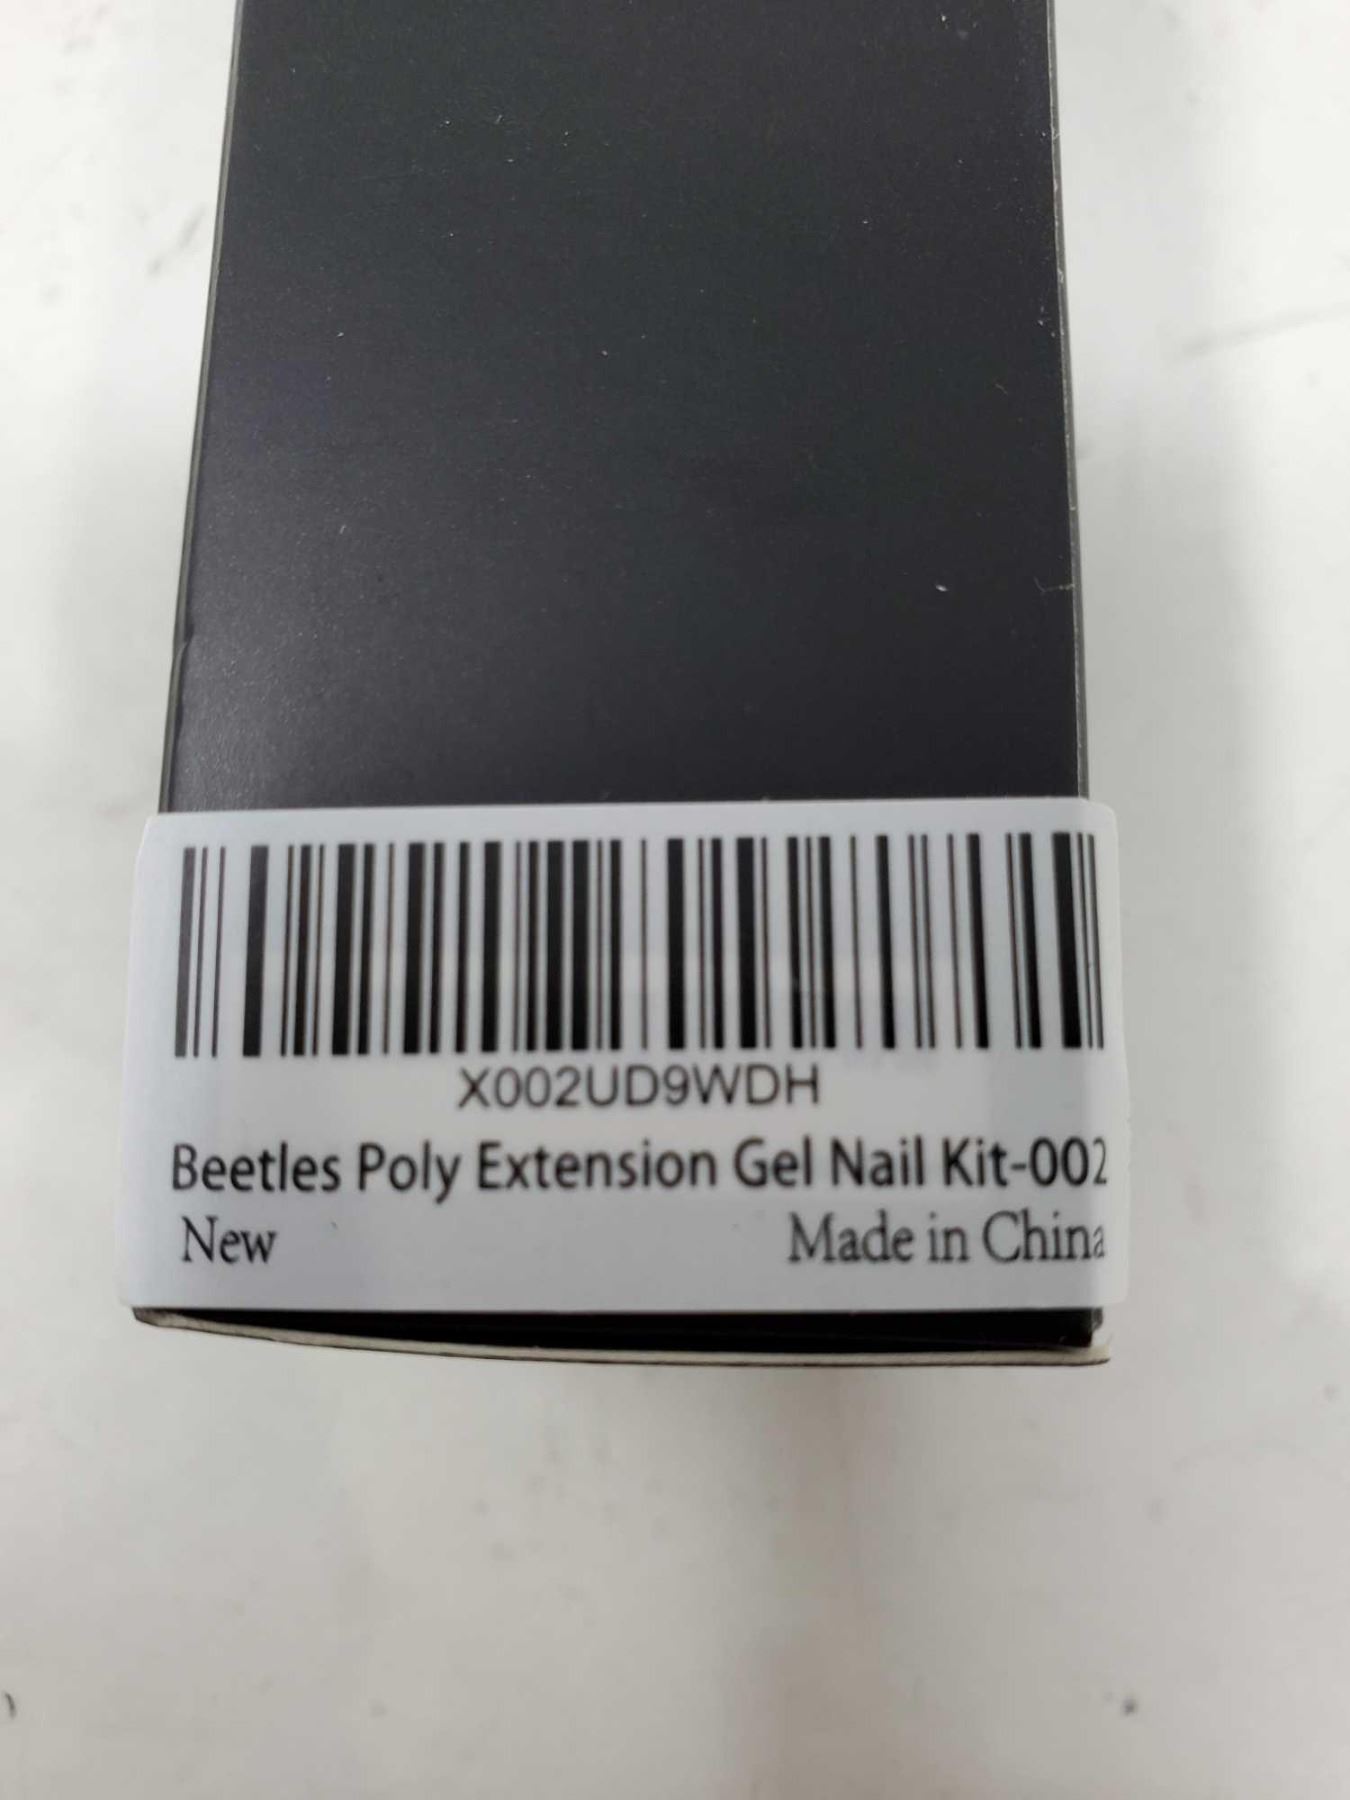 X002UD9WDH
Beetles Poly Extension Gel Nail Kit-002
New Made in China